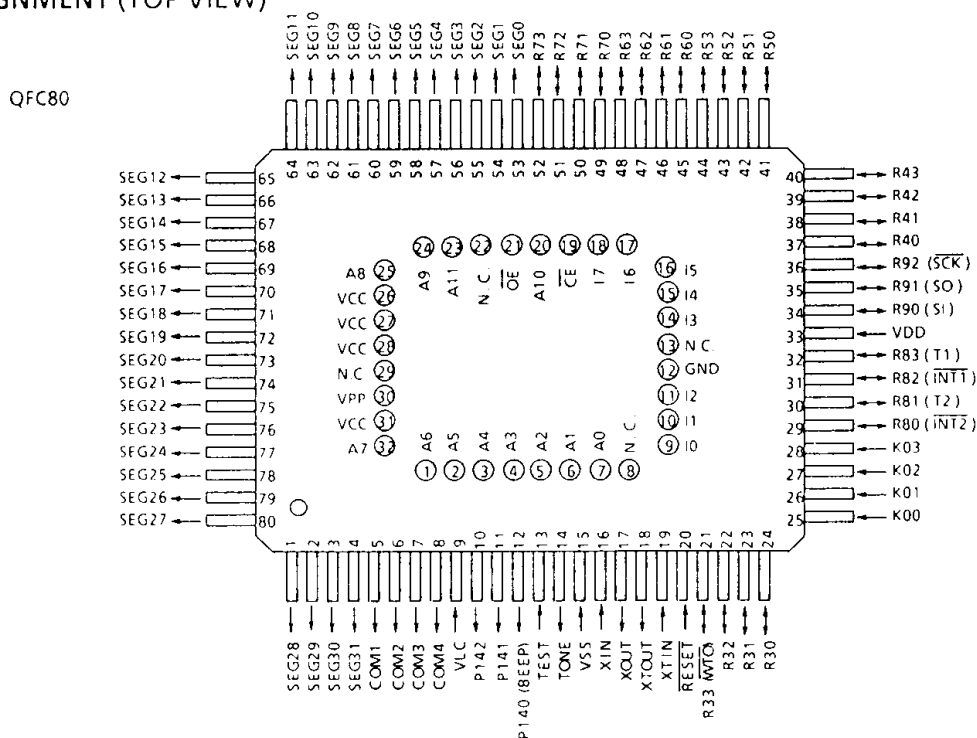 GNMENT (TOP VIEW)
QFC80
SEG11 SEG10 SEG9 SEG8 SEG7 SEG6 SEG5 SEG4 SEG3 SEG2 SEG1 SEG0 R73 R72 R71 R70 R63 R62 R61 R60 R53 R52 R51 R50
64 63 62 61 60 59 58 57 56 55 54 53 52 51 50 49 48 47 46 45 44 43 42 41
SEG12 65
SEG13 66
SEG14 67
SEG15 68
SEG16 69
SEG17 70
SEG18 71
SEG19 72
SEG20 73
SEG21 74
SEG22 75
SEG23 76
SEG24 77
SEG25 78
SEG26 79
SEG27 80
24 23 22 21 20 19 18 17
A9 A11 N.C. OE A10 CE I7 I6
A8 25
VCC 26
VCC 27
VCC 28
N.C 29
VPP 30
VCC 31
A7 32
16 I5
15 I4
14 I3
13 N.C.
12 GND
11 I2
10 I1
9 I0
A6 A5 A4 A3 A2 A1 A0 N.C.
1 2 3 4 5 6 7 8
40 R43
39 R42
38 R41
37 R40
36 R92 (SCK)
35 R91 (SO)
34 R90 (SI)
33 VDD
32 R83 (T1)
31 R82 (INT1)
30 R81 (T2)
29 R80 (INT2)
28 K03
27 K02
26 K01
25 K00
1 2 3 4 5 6 7 8 9 10 11 12 13 14 15 16 17 18 19 20 21 22 23 24
SEG28 SEG29 SEG30 SEG31 COM1 COM2 COM3 COM4 VLC P142 P141 P140 (BEEP) TEST TONE VSS XIN XOUT XTOUT XTIN RESET R33 (WTO) R32 R31 R30